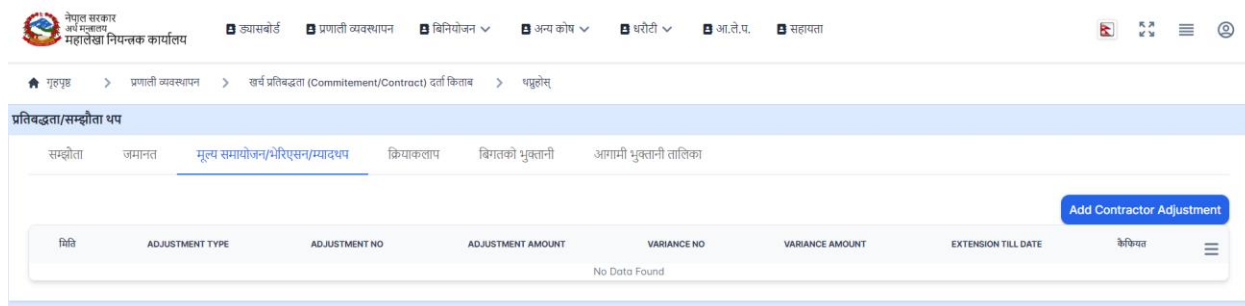 नेपाल सरकार
अर्थ मन्त्रालय
महालेखा नियन्त्रक कार्यालय
ड्यासबोर्ड प्रणाली व्यवस्थापन बिनियोजन अन्य कोष धरौटी आ.ले.प. सहायता
गृहपृष्ठ > प्रणाली व्यवस्थापन > खर्च प्रतिबद्धता (Commitement/Contract) दर्ता किताब > थप्नुहोस्
प्रतिबद्धता/सम्झौता थप
सम्झौता जमानत मूल्य समायोजन/भेरिएसन/म्यादथप क्रियाकलाप बिगतको भुक्तानी आगामी भुक्तानी तालिका
Add Contractor Adjustment
मिति ADJUSTMENT TYPE ADJUSTMENT NO ADJUSTMENT AMOUNT VARIANCE NO VARIANCE AMOUNT EXTENSION TILL DATE कैफियत
No Data Found